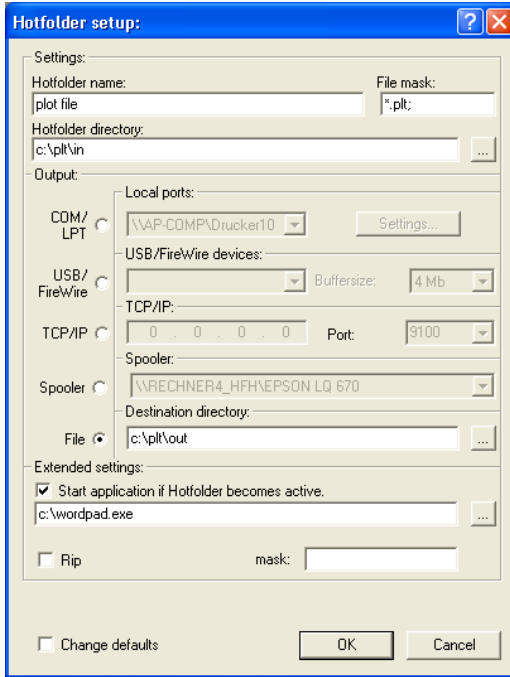 Hotfolder setup:
Settings:
Hotfolder name: File mask:
plot file *.plt;
Hotfolder directory:
c:\plt\in ...
Output:
Local ports:
COM/
LPT \\AP-COMP\Drucker10 Settings...
USB/FireWire devices:
USB/
FireWire Buffersize: 4 Mb
TCP/IP:
TCP/IP 0 . 0 . 0 . 0 Port: 9100
Spooler:
Spooler \\RECHNER4_HFH\EPSON LQ 670
Destination directory:
File c:\plt\out ...
Extended settings:
Start application if Hotfolder becomes active.
c:\wordpad.exe ...
Rip mask:
Change defaults OK Cancel